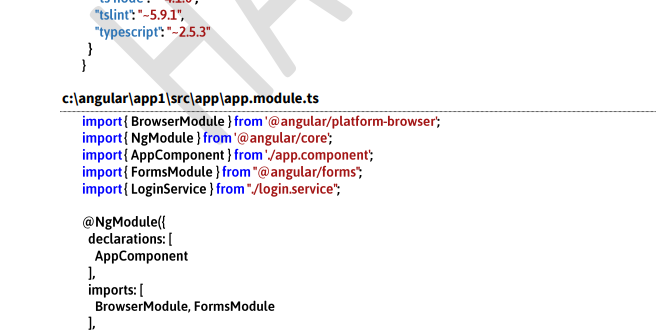 "tslint": "~5.9.1",
"typescript": "~2.5.3"
}
}
c:\angular\app1\src\app\app.module.ts
import { BrowserModule } from '@angular/platform-browser';
import { NgModule } from '@angular/core';
import { AppComponent } from './app.component';
import { FormsModule } from "@angular/forms";
import { LoginService } from "./login.service";
@NgModule({
declarations: [
AppComponent
],
imports: [
BrowserModule, FormsModule
],